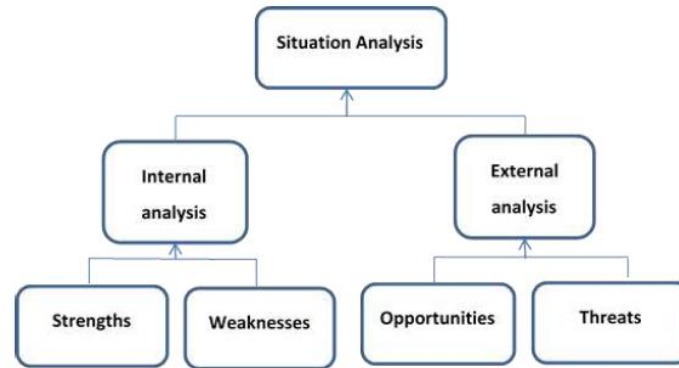 Situation Analysis
Internal
analysis
External
analysis
Strengths
Weaknesses
Opportunities
Threats